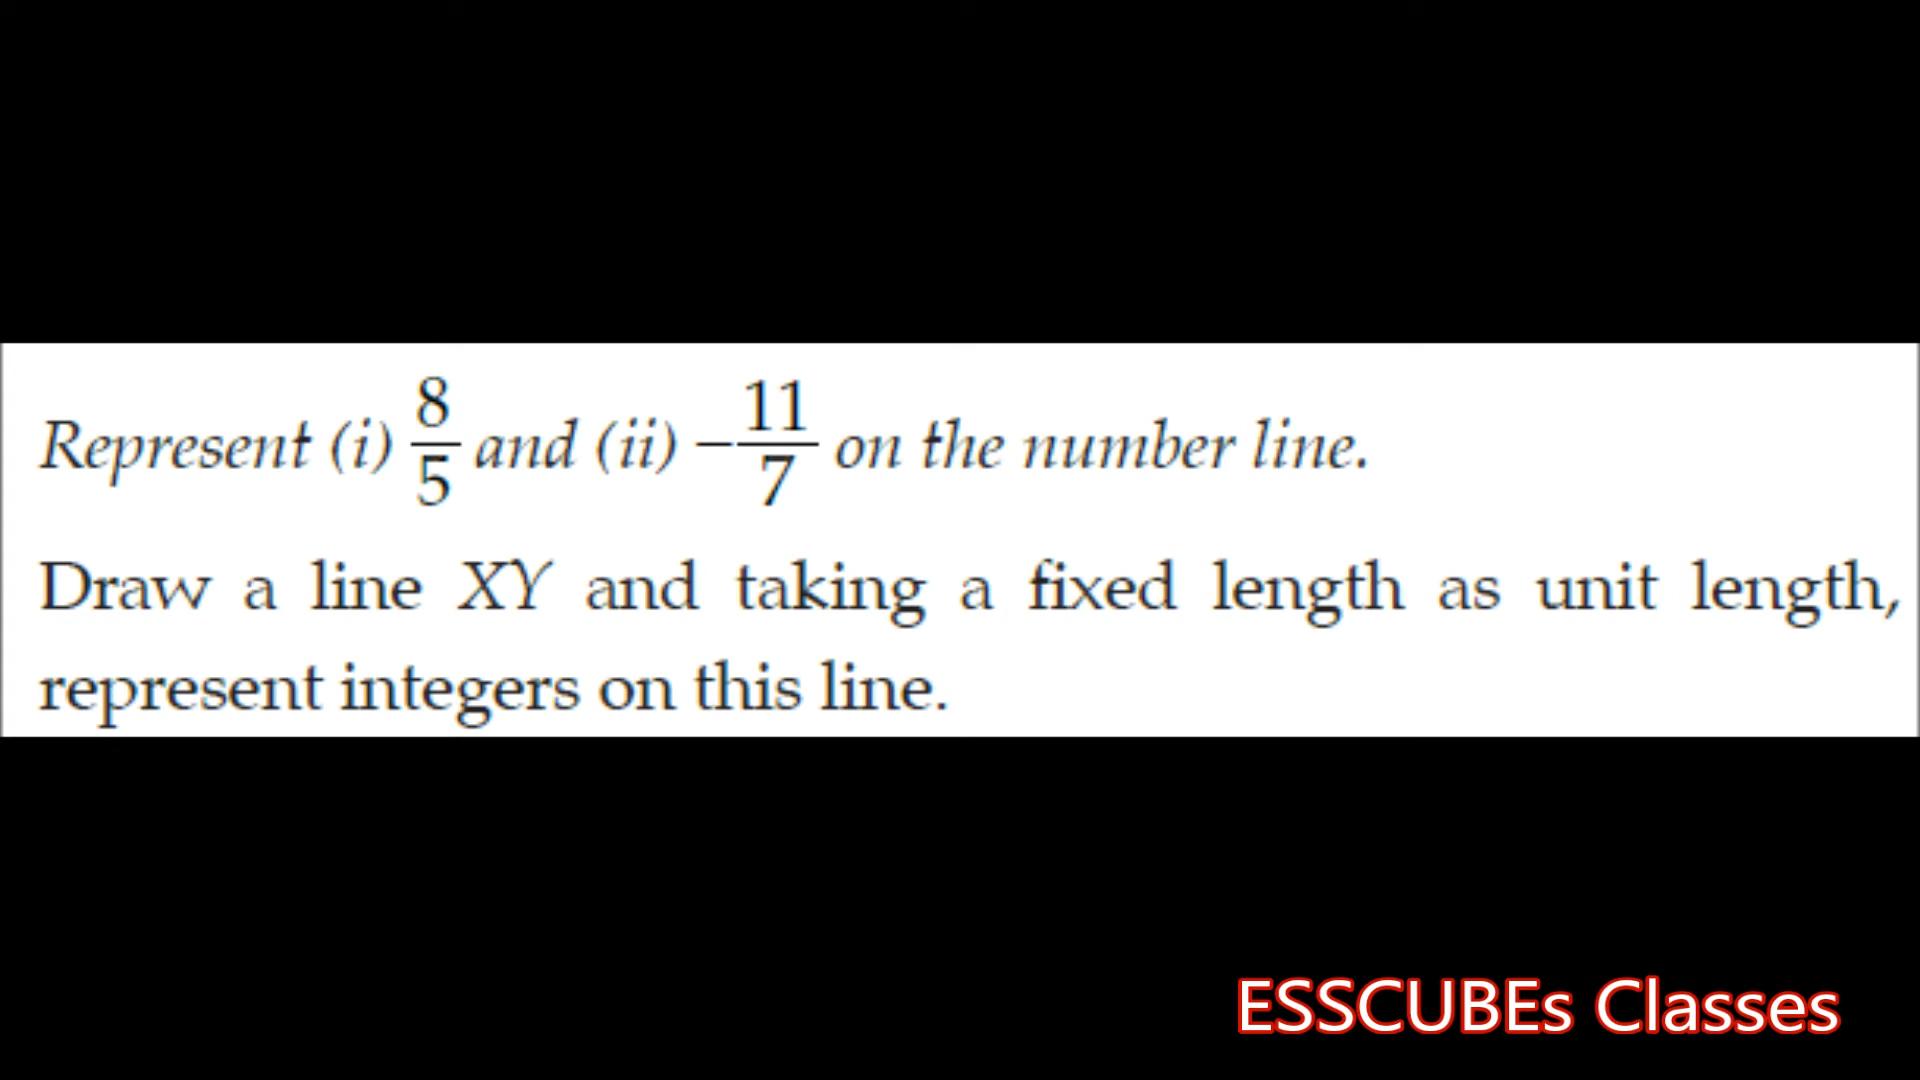 Represent (i) 8/5 and (ii) –11/7 on the number line.
Draw a line XY and taking a fixed length as unit length,
represent integers on this line.
ESSCUBEs Classes